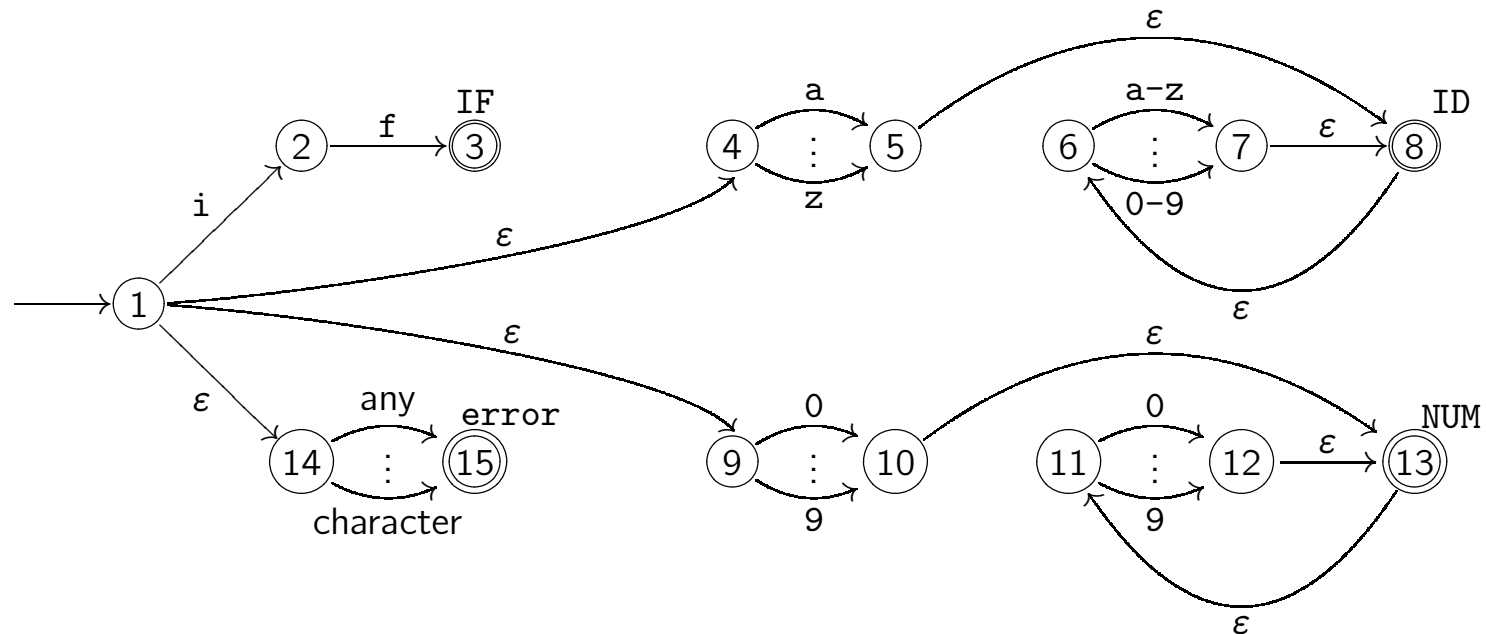 ε
a a-z ID
IF
f ε
2 3 4 ⋮ 5 6 ⋮ 7 8
z 0-9
i
ε
1 ε
ε ε
any 0 0 NUM
ε error
14 ⋮ 15 9 ⋮ 10 11 ⋮ 12 ε 13
character 9 9
ε